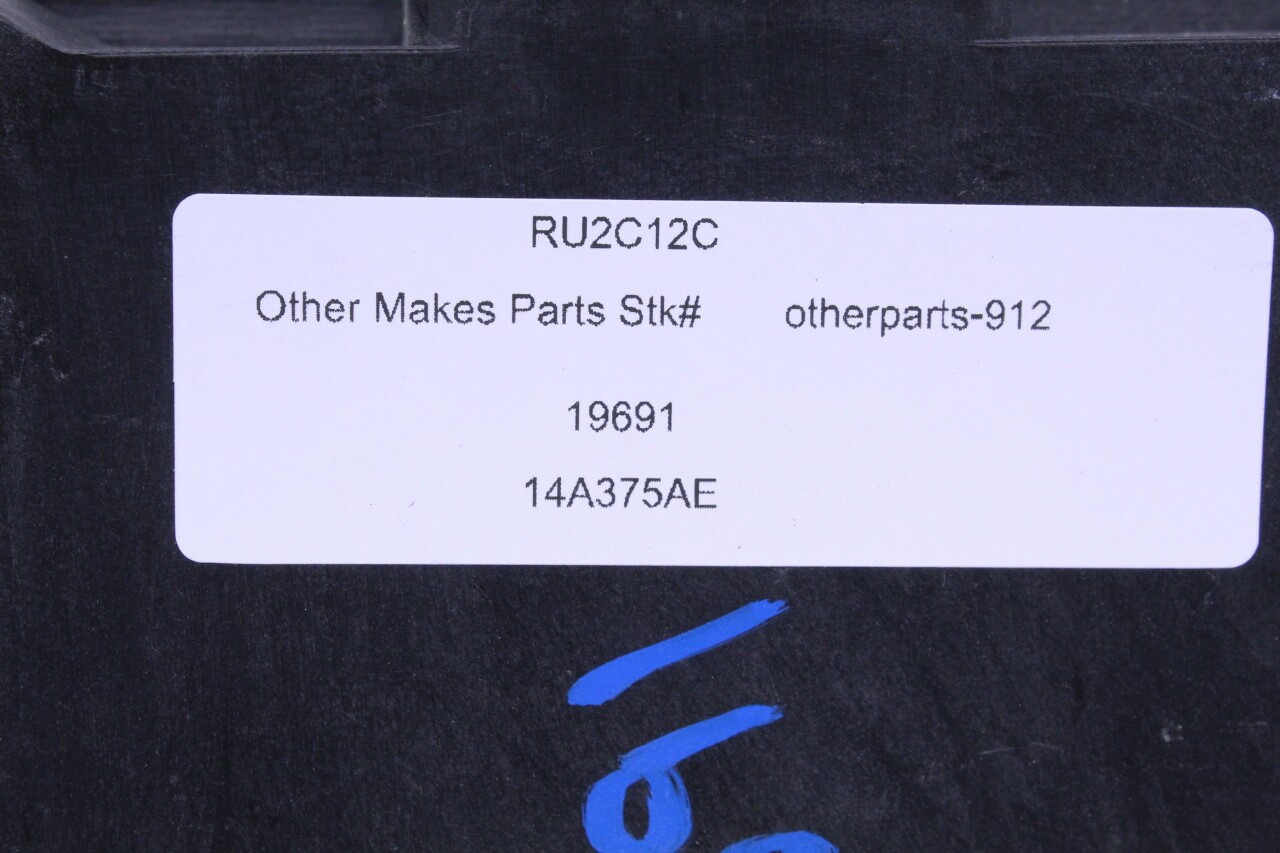 RU2C12C
Other Makes Parts Stk# otherparts-912
19691
14A375AE